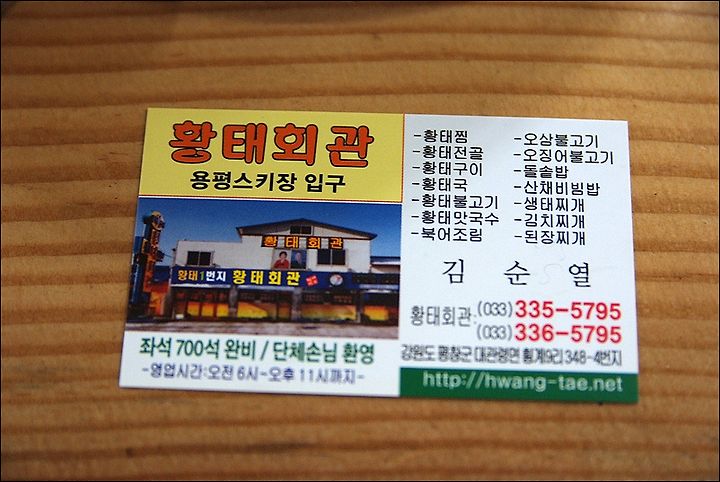 황태회관
용평스키장 입구
황태회관
황태1번지 황태회관
좌석 700석 완비 / 단체손님 환영
-영업시간:오전 6시~오후 11시까지-
-황태찜
-황태전골
-황태구이
-황태국
-황태불고기
-황태맛국수
-북어조림
-오삼불고기
-오징어불고기
-돌솥밥
-산채비빔밥
-생태찌개
-김치찌개
-된장찌개
김 순 열
황태회관:(033)335-5795
(033)336-5795
강원도 평창군 대관령면 횡계9리 348-4번지
http://hwang-tae.net